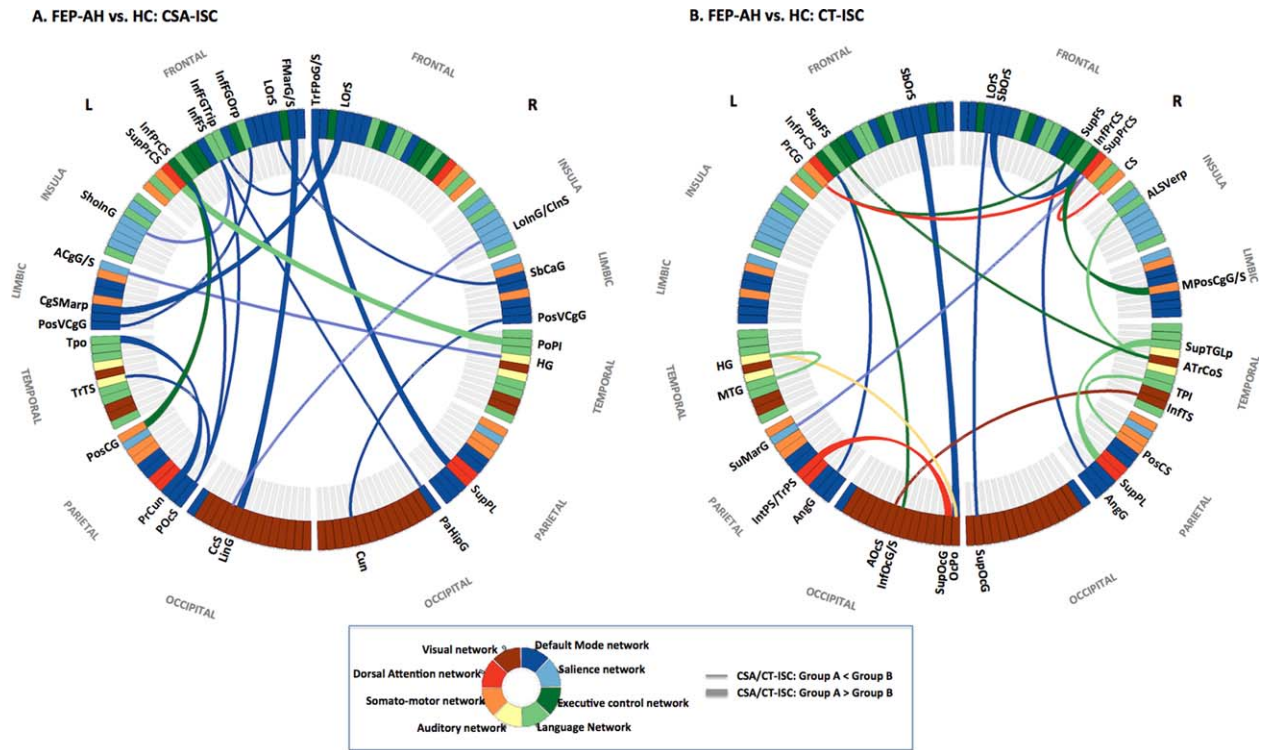 A. FEP-AH vs. HC: CSA-ISC
B. FEP-AH vs. HC: CT-ISC
FRONTAL
FRONTAL
L
R
InfFGTrip
InfFS
InfFGOrp
LOrS
FMarG/S
TrFPoG/S
LOrS
InfPrCS
SupPrCS
INSULA
INSULA
ShoInG
LoInG/ClnS
ACgG/S
LIMBIC
LIMBIC
SbCaG
CgSMarp
PosVCgG
PosVCgG
Tpo
PoPl
HG
TEMPORAL
TEMPORAL
TrTS
PosCG
PARIETAL
PARIETAL
PrCun
POcS
CcS
LinG
Cun
PaHipG
SupPL
OCCIPITAL
OCCIPITAL
FRONTAL
FRONTAL
L
R
SupFS
InfPrCS
PrCG
SbOrS
LOrS
SbOrS
SupFS
InfPrCS
SupPrCS
CS
INSULA
INSULA
ALSVerp
LIMBIC
LIMBIC
MPosCgG/S
HG
MTG
SupTGLp
ATrCoS
TPl
InfTS
TEMPORAL
TEMPORAL
SuMarG
PosCS
IntPS/TrPS
AngG
SupPL
AngG
PARIETAL
PARIETAL
AOcS
InfOcG/S
SupOcG
OcPo
SupOcG
OCCIPITAL
OCCIPITAL
Visual network
Default Mode network
Dorsal Attention network
Salience network
Somato-motor network
Executive control network
Auditory network
Language Network
CSA/CT-ISC: Group A < Group B
CSA/CT-ISC: Group A > Group B